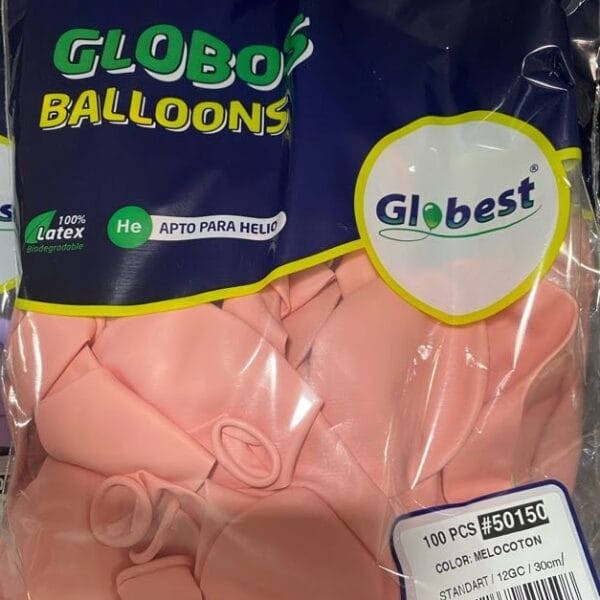 GLOBOS
BALLOONS
100%
Latex
Biodegradable
He APTO PARA HELIO
Globest®
100 PCS #50150
COLOR: MELOCOTON
STANDART / 12GC / 30cm/